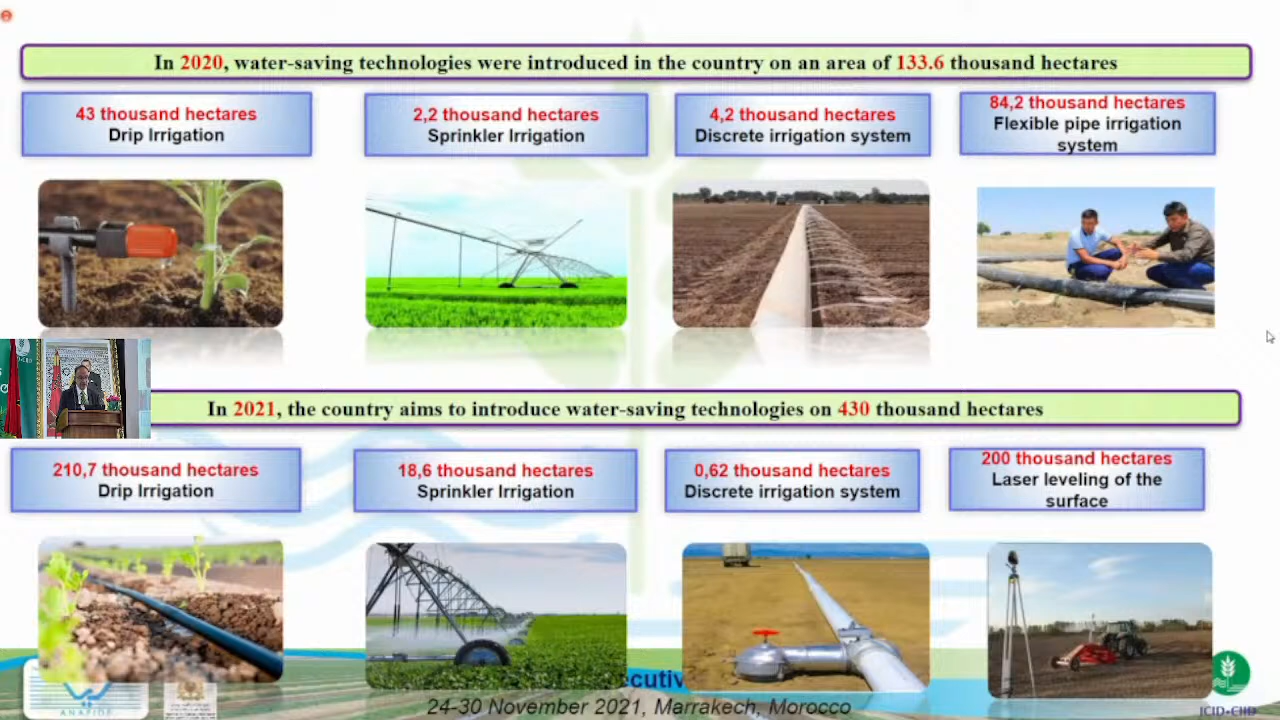 In 2020, water-saving technologies were introduced in the country on an area of 133.6 thousand hectares
43 thousand hectares
Drip Irrigation
2,2 thousand hectares
Sprinkler Irrigation
4,2 thousand hectares
Discrete irrigation system
84,2 thousand hectares
Flexible pipe irrigation
system
In 2021, the country aims to introduce water-saving technologies on 430 thousand hectares
210,7 thousand hectares
Drip Irrigation
18,6 thousand hectares
Sprinkler Irrigation
0,62 thousand hectares
Discrete irrigation system
200 thousand hectares
Laser leveling of the
surface
24-30 November 2021, Marrakech, Morocco
ANAFIDE
ICID•CIID